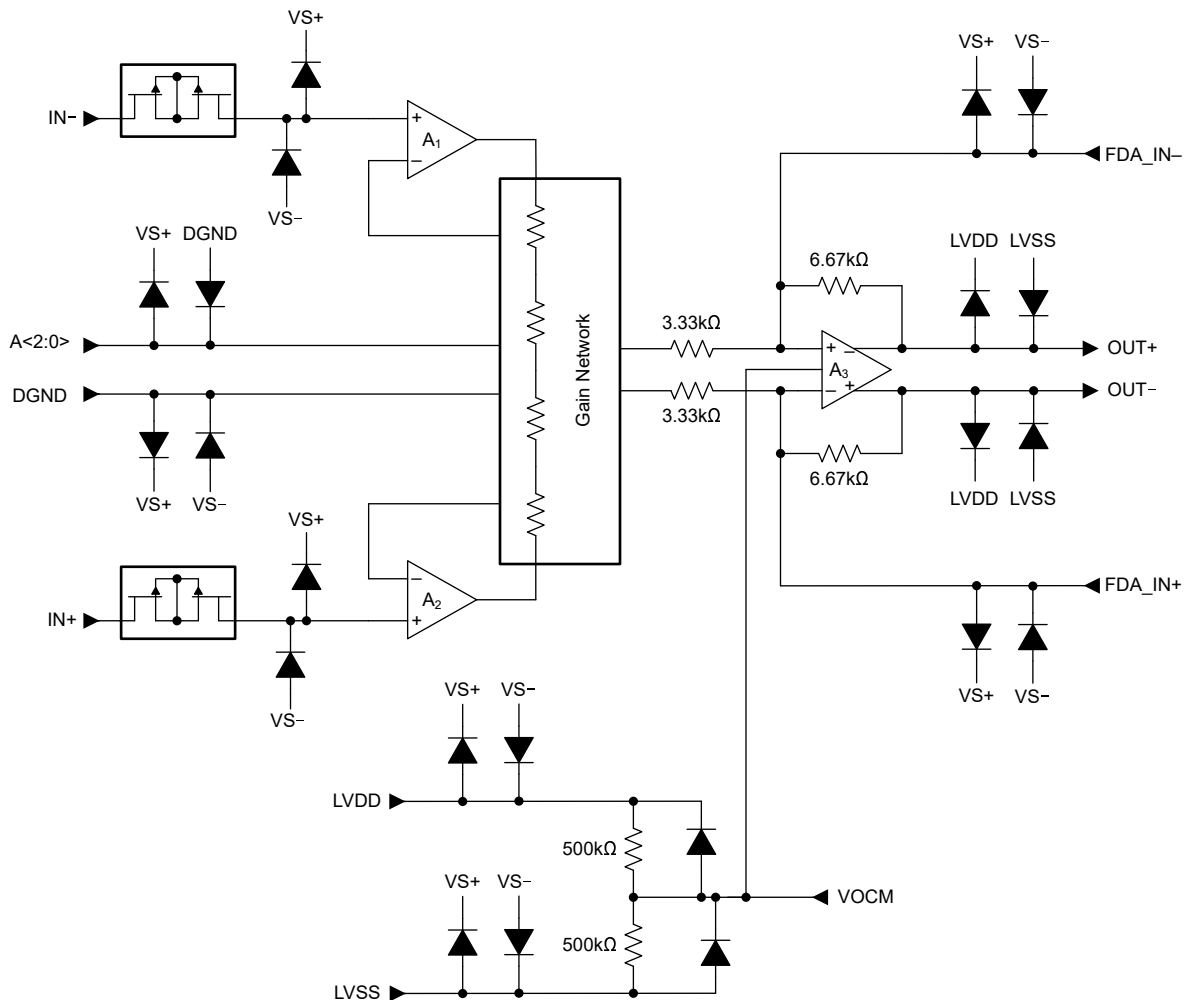 VS+
VS+ VS−
IN−
+
A1
−
FDA_IN−
VS−
VS+ DGND
LVDD LVSS
6.67kΩ
3.33kΩ
A<2:0>
+ −
OUT+
Gain Network
A3
DGND
− +
OUT−
3.33kΩ
6.67kΩ
VS+ VS−
LVDD LVSS
VS+
−
A2
+
FDA_IN+
IN+
VS−
VS+ VS−
VS+ VS−
LVDD
500kΩ
VS+ VS−
VOCM
500kΩ
LVSS